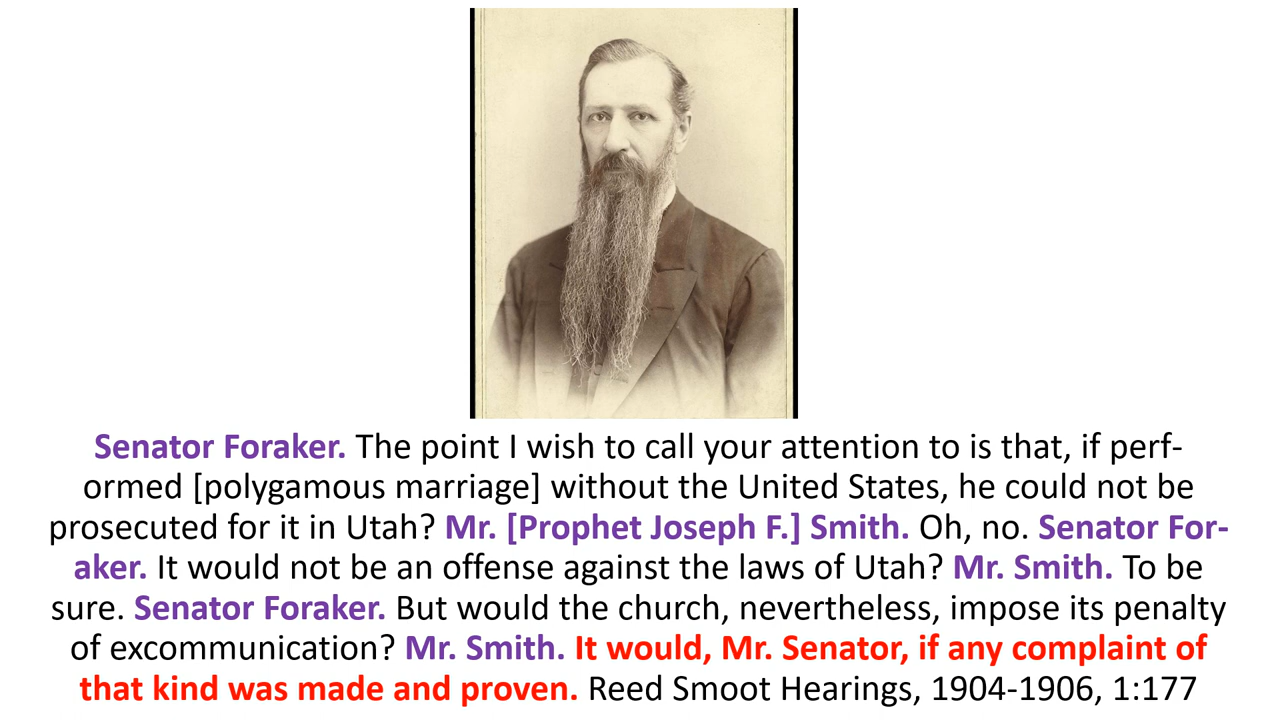 Senator Foraker. The point I wish to call your attention to is that, if perf-
ormed [polygamous marriage] without the United States, he could not be
prosecuted for it in Utah? Mr. [Prophet Joseph F.] Smith. Oh, no. Senator For-
aker. It would not be an offense against the laws of Utah? Mr. Smith. To be
sure. Senator Foraker. But would the church, nevertheless, impose its penalty
of excommunication? Mr. Smith. It would, Mr. Senator, if any complaint of
that kind was made and proven. Reed Smoot Hearings, 1904-1906, 1:177